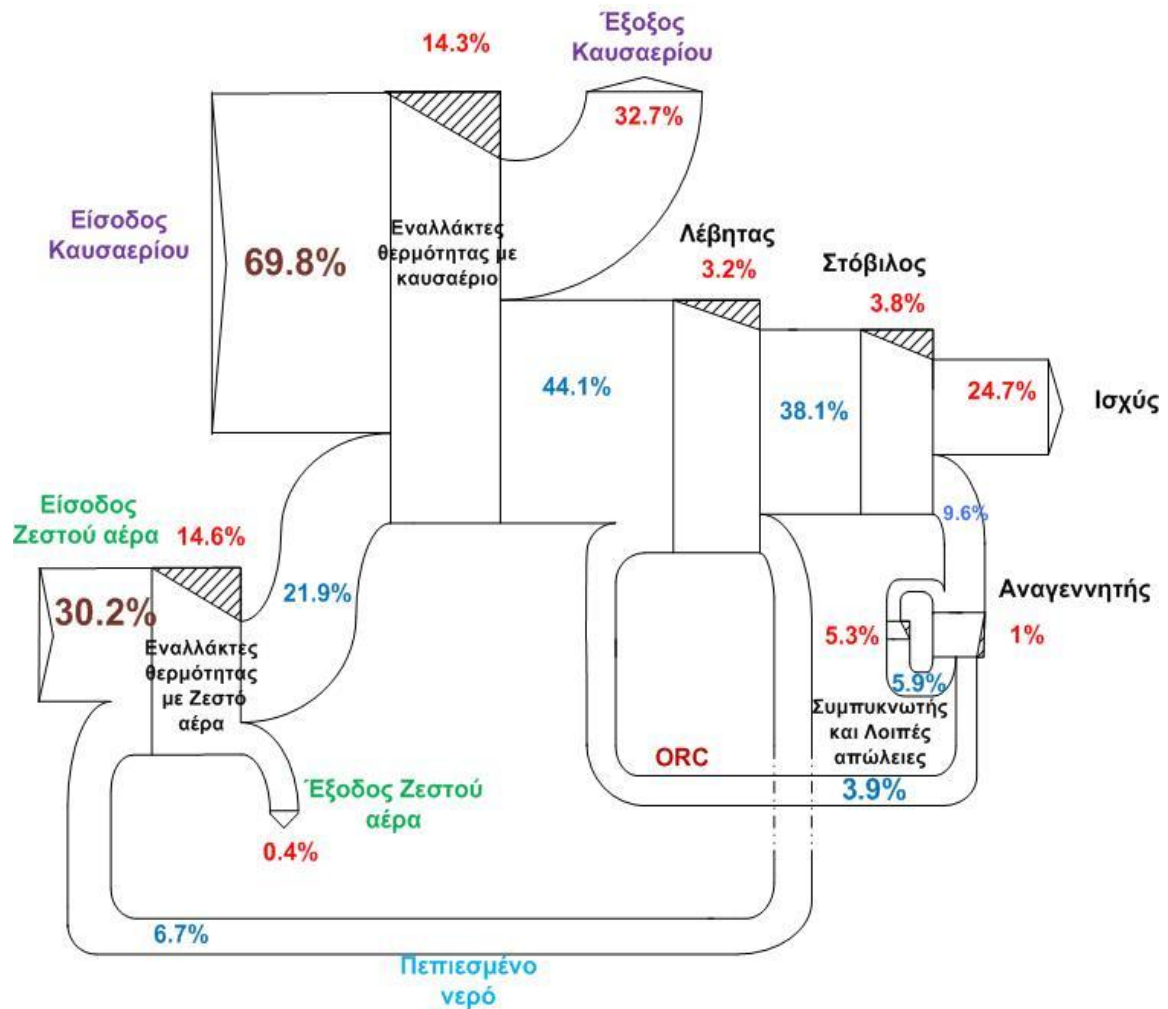 14.3%
Έξοξος
Καυσαερίου
32.7%
Είσοδος
Καυσαερίου
69.8%
Εναλλάκτες
θερμότητας με
καυσαέριο
Λέβητας
3.2%
Στόβιλος
3.8%
44.1%
38.1%
24.7%
Ισχύς
Είσοδος
Ζεστού αέρα
14.6%
9.6%
30.2%
21.9%
Εναλλάκτες
θερμότητας
με Ζεστό
αέρα
Αναγεννητής
5.3%
1%
5.9%
Συμπυκνωτής
και Λοιπές
απώλειες
ORC
3.9%
Έξοδος Ζεστού
αέρα
0.4%
6.7%
Πεπιεσμένο
νερό